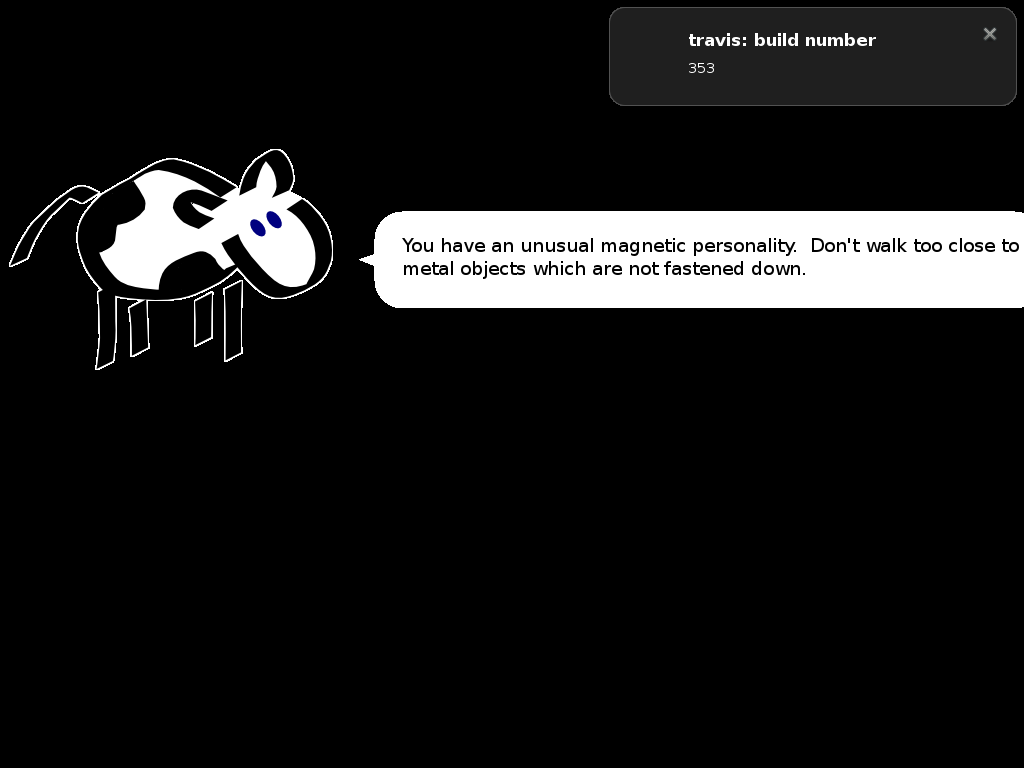 travis: build number
353
You have an unusual magnetic personality.  Don't walk too close to
metal objects which are not fastened down.